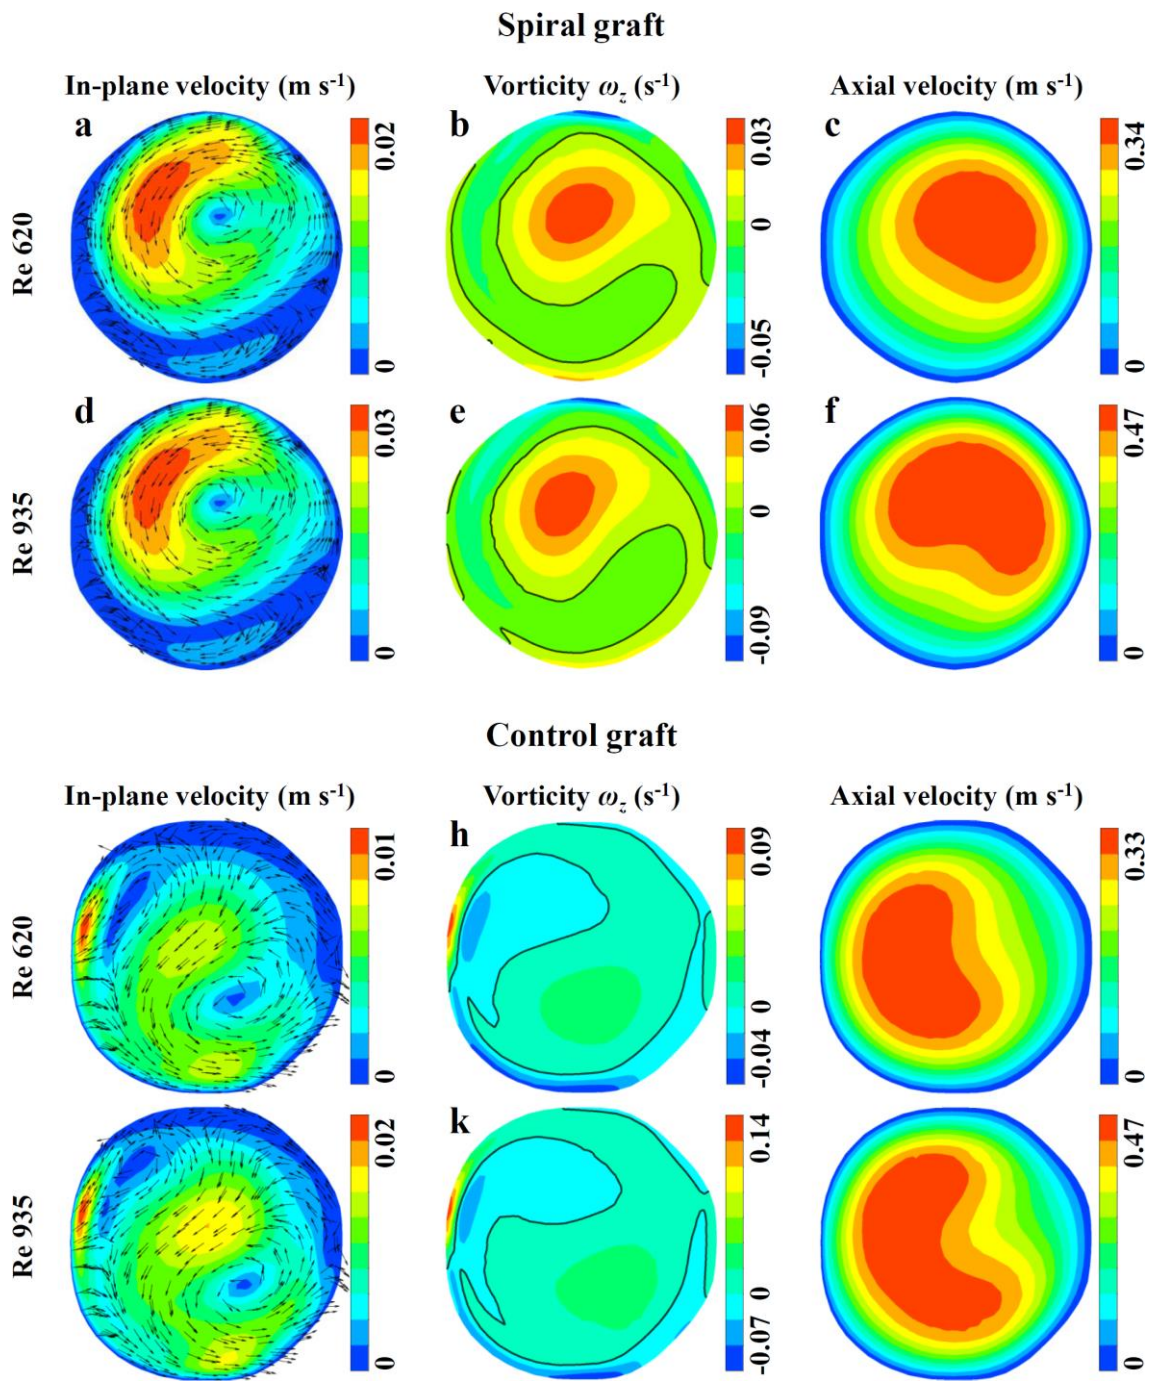 Spiral graft
In-plane velocity (m s⁻¹)
Vorticity ω_z (s⁻¹)
Axial velocity (m s⁻¹)
Re 620
a
0.02
0
b
0.03
0
-0.05
c
0.34
0
Re 935
d
0.03
0
e
0.06
0
-0.09
f
0.47
0
Control graft
In-plane velocity (m s⁻¹)
Vorticity ω_z (s⁻¹)
Axial velocity (m s⁻¹)
Re 620
0.01
0
h
0.09
0
-0.04
0.33
0
Re 935
0.02
0
k
0.14
0
-0.07
0.47
0